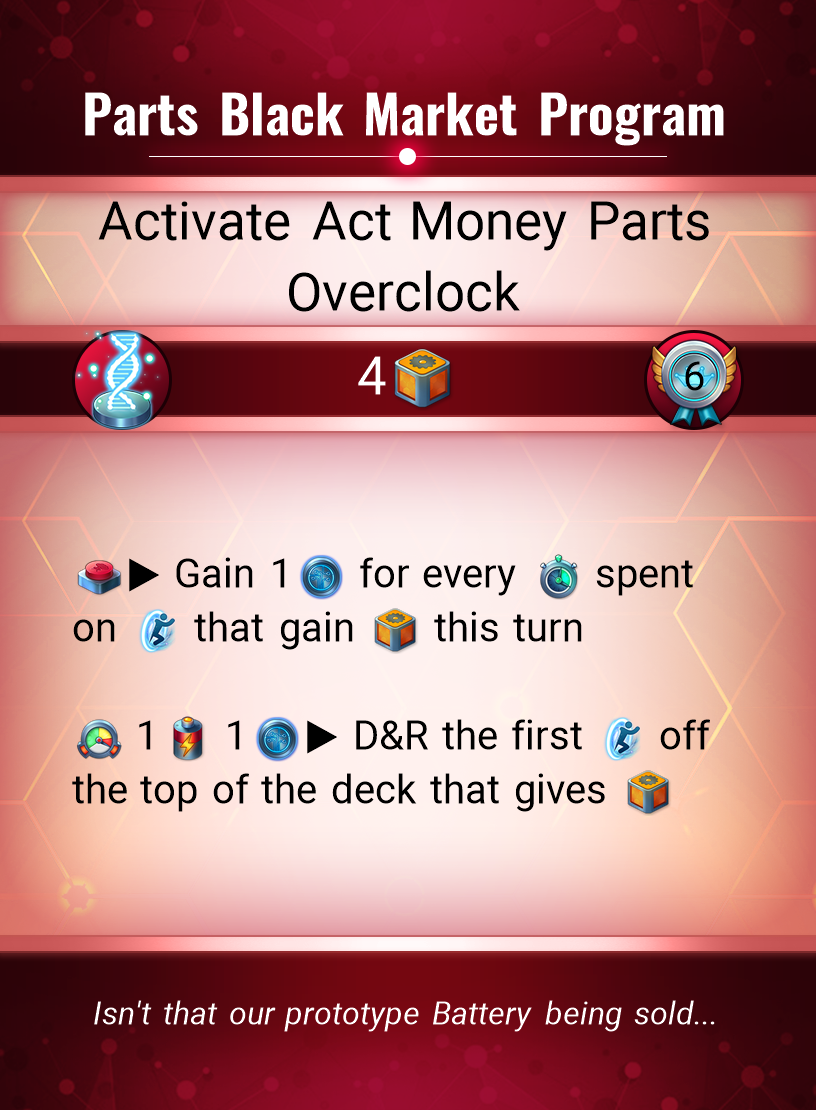 Parts Black Market Program
Activate Act Money Parts
Overclock
4
6
▶ Gain 1 for every spent
on that gain this turn
1 1 ▶ D&R the first off
the top of the deck that gives
Isn't that our prototype Battery being sold...